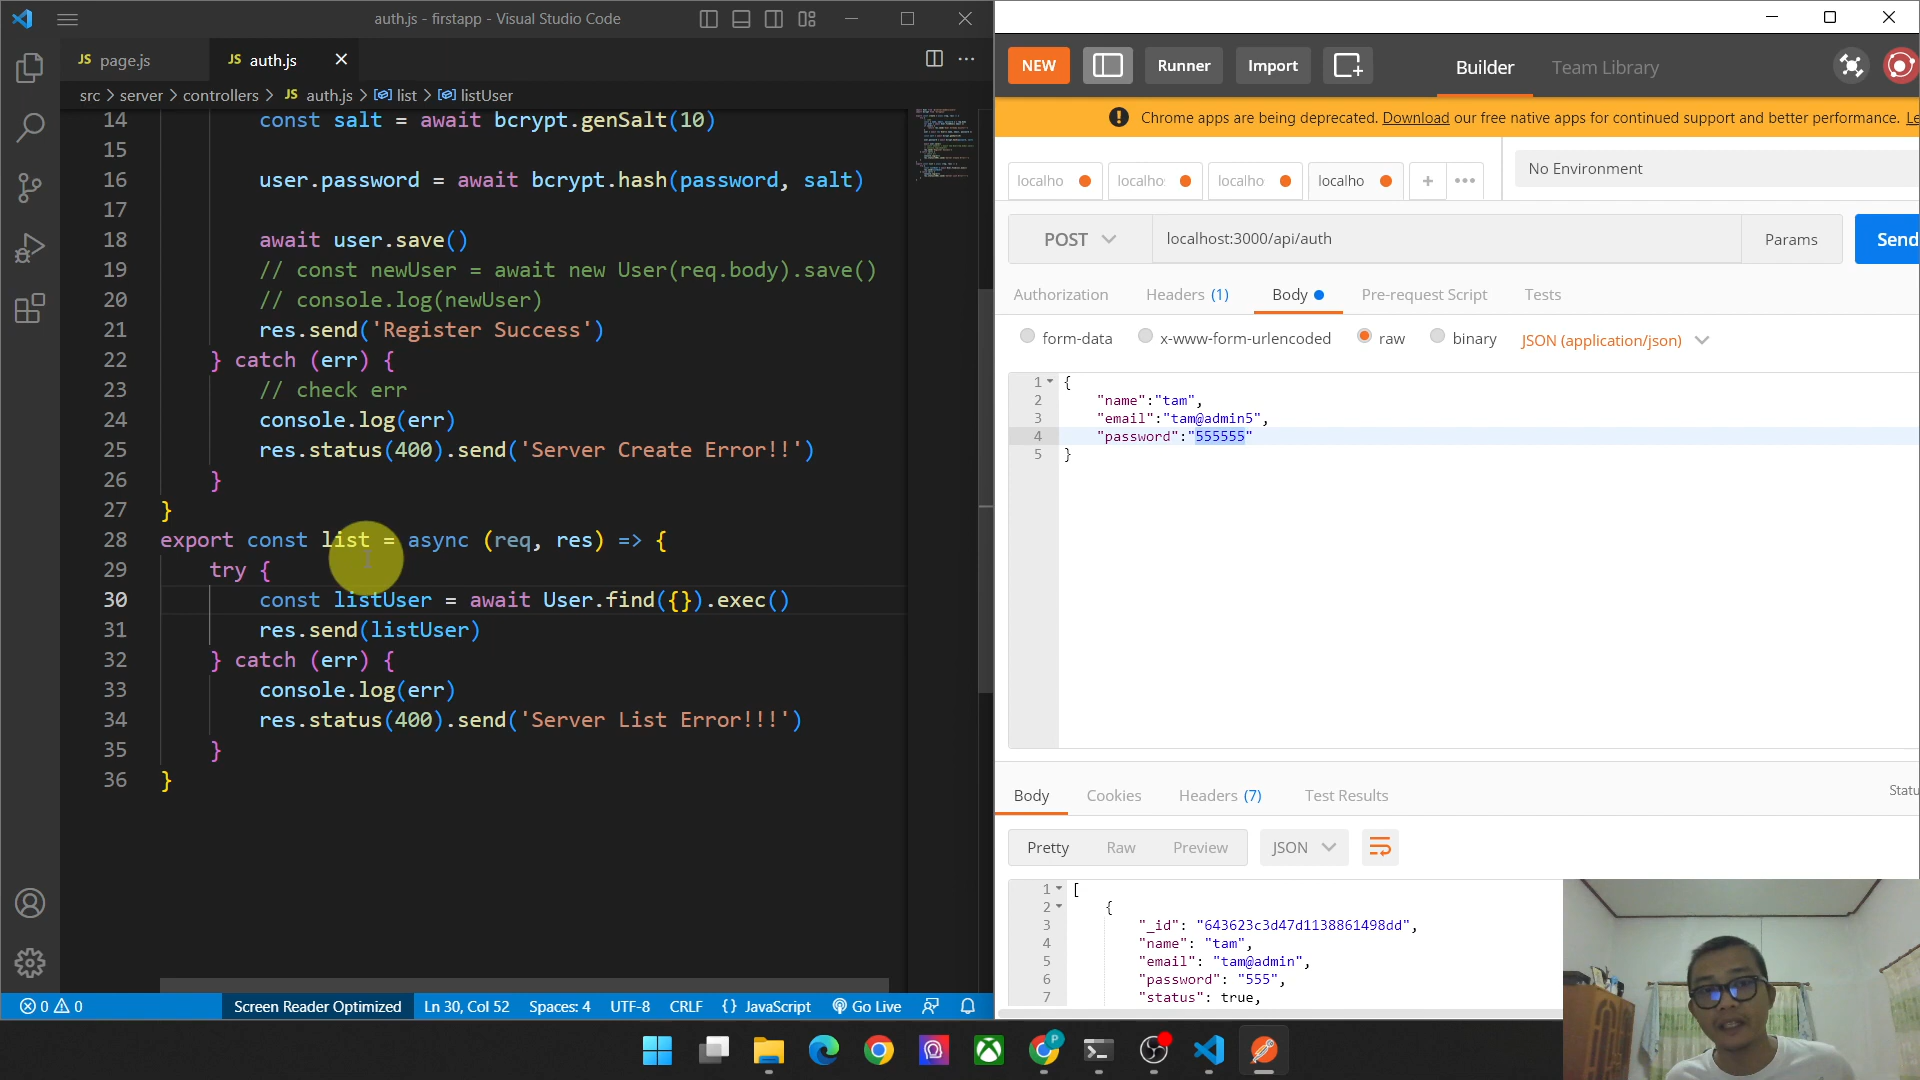 auth.js - firstapp - Visual Studio Code
JS page.js
JS auth.js
src > server > controllers > JS auth.js > list > listUser
14 const salt = await bcrypt.genSalt(10)
15
16 user.password = await bcrypt.hash(password, salt)
17
18 await user.save()
19 // const newUser = await new User(req.body).save()
20 // console.log(newUser)
21 res.send('Register Success')
22 } catch (err) {
23 // check err
24 console.log(err)
25 res.status(400).send('Server Create Error!!')
26 }
27 }
28 export const list = async (req, res) => {
29 try {
30 const listUser = await User.find({}).exec()
31 res.send(listUser)
32 } catch (err) {
33 console.log(err)
34 res.status(400).send('Server List Error!!!')
35 }
36 }
0 0
Screen Reader Optimized
Ln 30, Col 52
Spaces: 4
UTF-8
CRLF
{} JavaScript
Go Live
NEW
Runner
Import
Builder
Team Library
Chrome apps are being deprecated. Download our free native apps for continued support and better performance. Le
localho
localho
localho
localho
No Environment
POST
localhost:3000/api/auth
Params
Send
Authorization
Headers (1)
Body
Pre-request Script
Tests
form-data
x-www-form-urlencoded
raw
binary
JSON (application/json)
1 {
2 "name":"tam",
3 "email":"tam@admin5",
4 "password":"555555"
5 }
Body
Cookies
Headers (7)
Test Results
Statu
Pretty
Raw
Preview
JSON
1 [
2 {
3 "_id": "643623c3d47d1138861498dd",
4 "name": "tam",
5 "email": "tam@admin",
6 "password": "555",
7 "status": true,
P